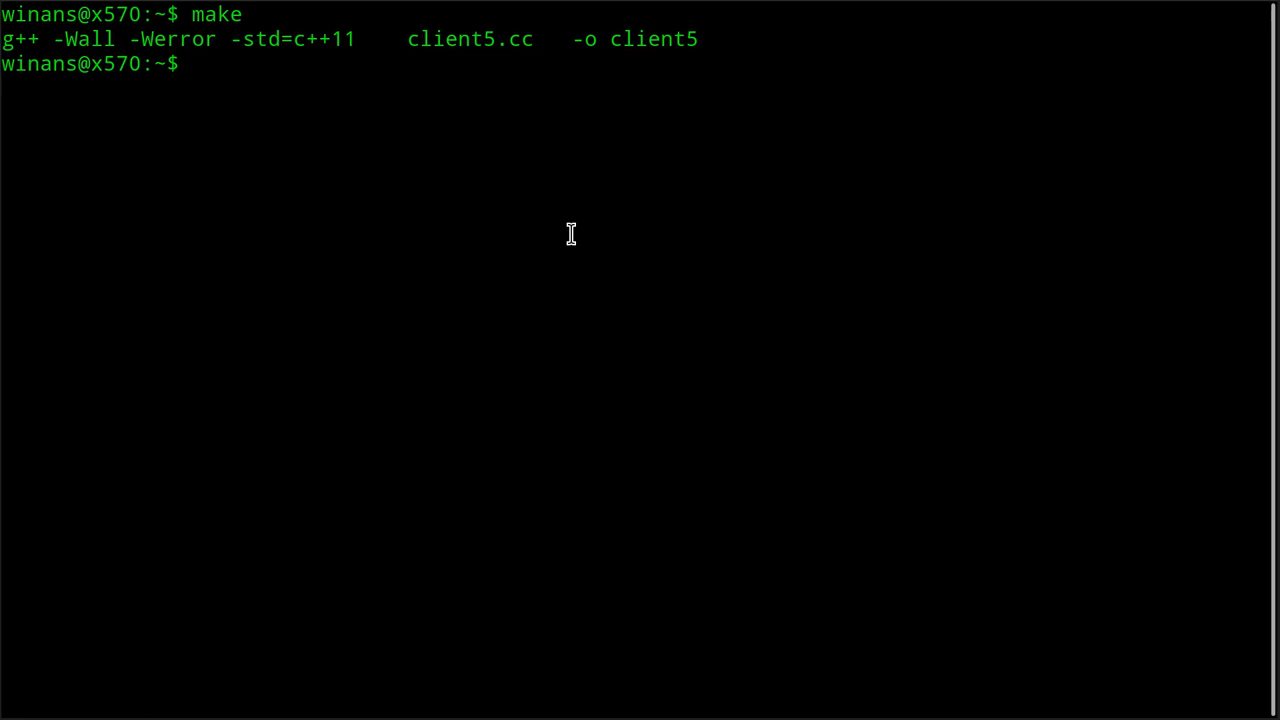 winans@x570:~$ make
g++ -Wall -Werror -std=c++11    client5.cc   -o client5
winans@x570:~$